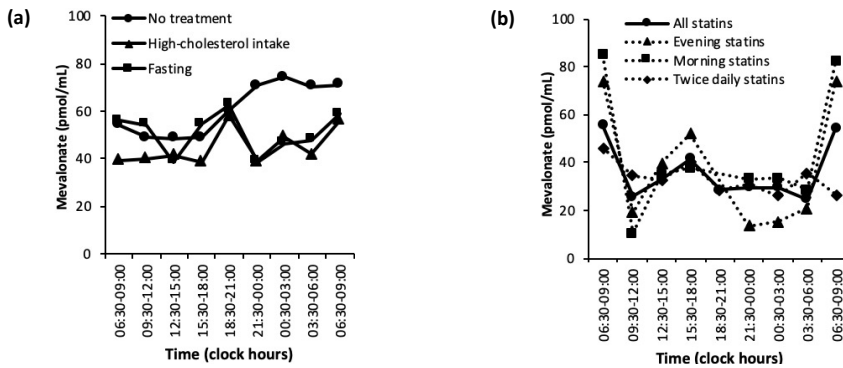 (a)
No treatment
High-cholesterol intake
Fasting
Mevalonate (pmol/mL)
100
80
60
40
20
0
06:30-09:00
09:30-12:00
12:30-15:00
15:30-18:00
18:30-21:00
21:30-00:00
00:30-03:00
03:30-06:00
06:30-09:00
Time (clock hours)
(b)
All statins
Evening statins
Morning statins
Twice daily statins
Mevalonate (pmol/mL)
100
80
60
40
20
0
06:30-09:00
09:30-12:00
12:30-15:00
15:30-18:00
18:30-21:00
21:30-00:00
00:30-03:00
03:30-06:00
06:30-09:00
Time (clock hours)